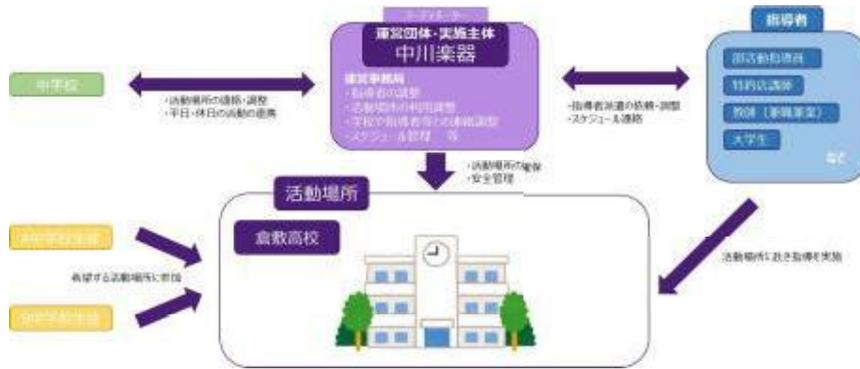 コーディネーター
運営団体・実施主体
中川楽器
運営事務局
・指導者の調整
・活動場所の利用調整
・学校や指導者等との連絡調整
・スケジュール管理 等
指導者
部活動指導員
特約店講師
教師(兼職兼業)
大学生
など
中学校
・活動場所の連絡・調整
・平日・休日の活動の連携
・指導者派遣の依頼・調整
・スケジュール連絡
・活動場所の確保
・安全管理
活動場所
倉敷高校
A中学校生徒
希望する活動場所に参加
B中学校生徒
活動場所に赴き指導を実施